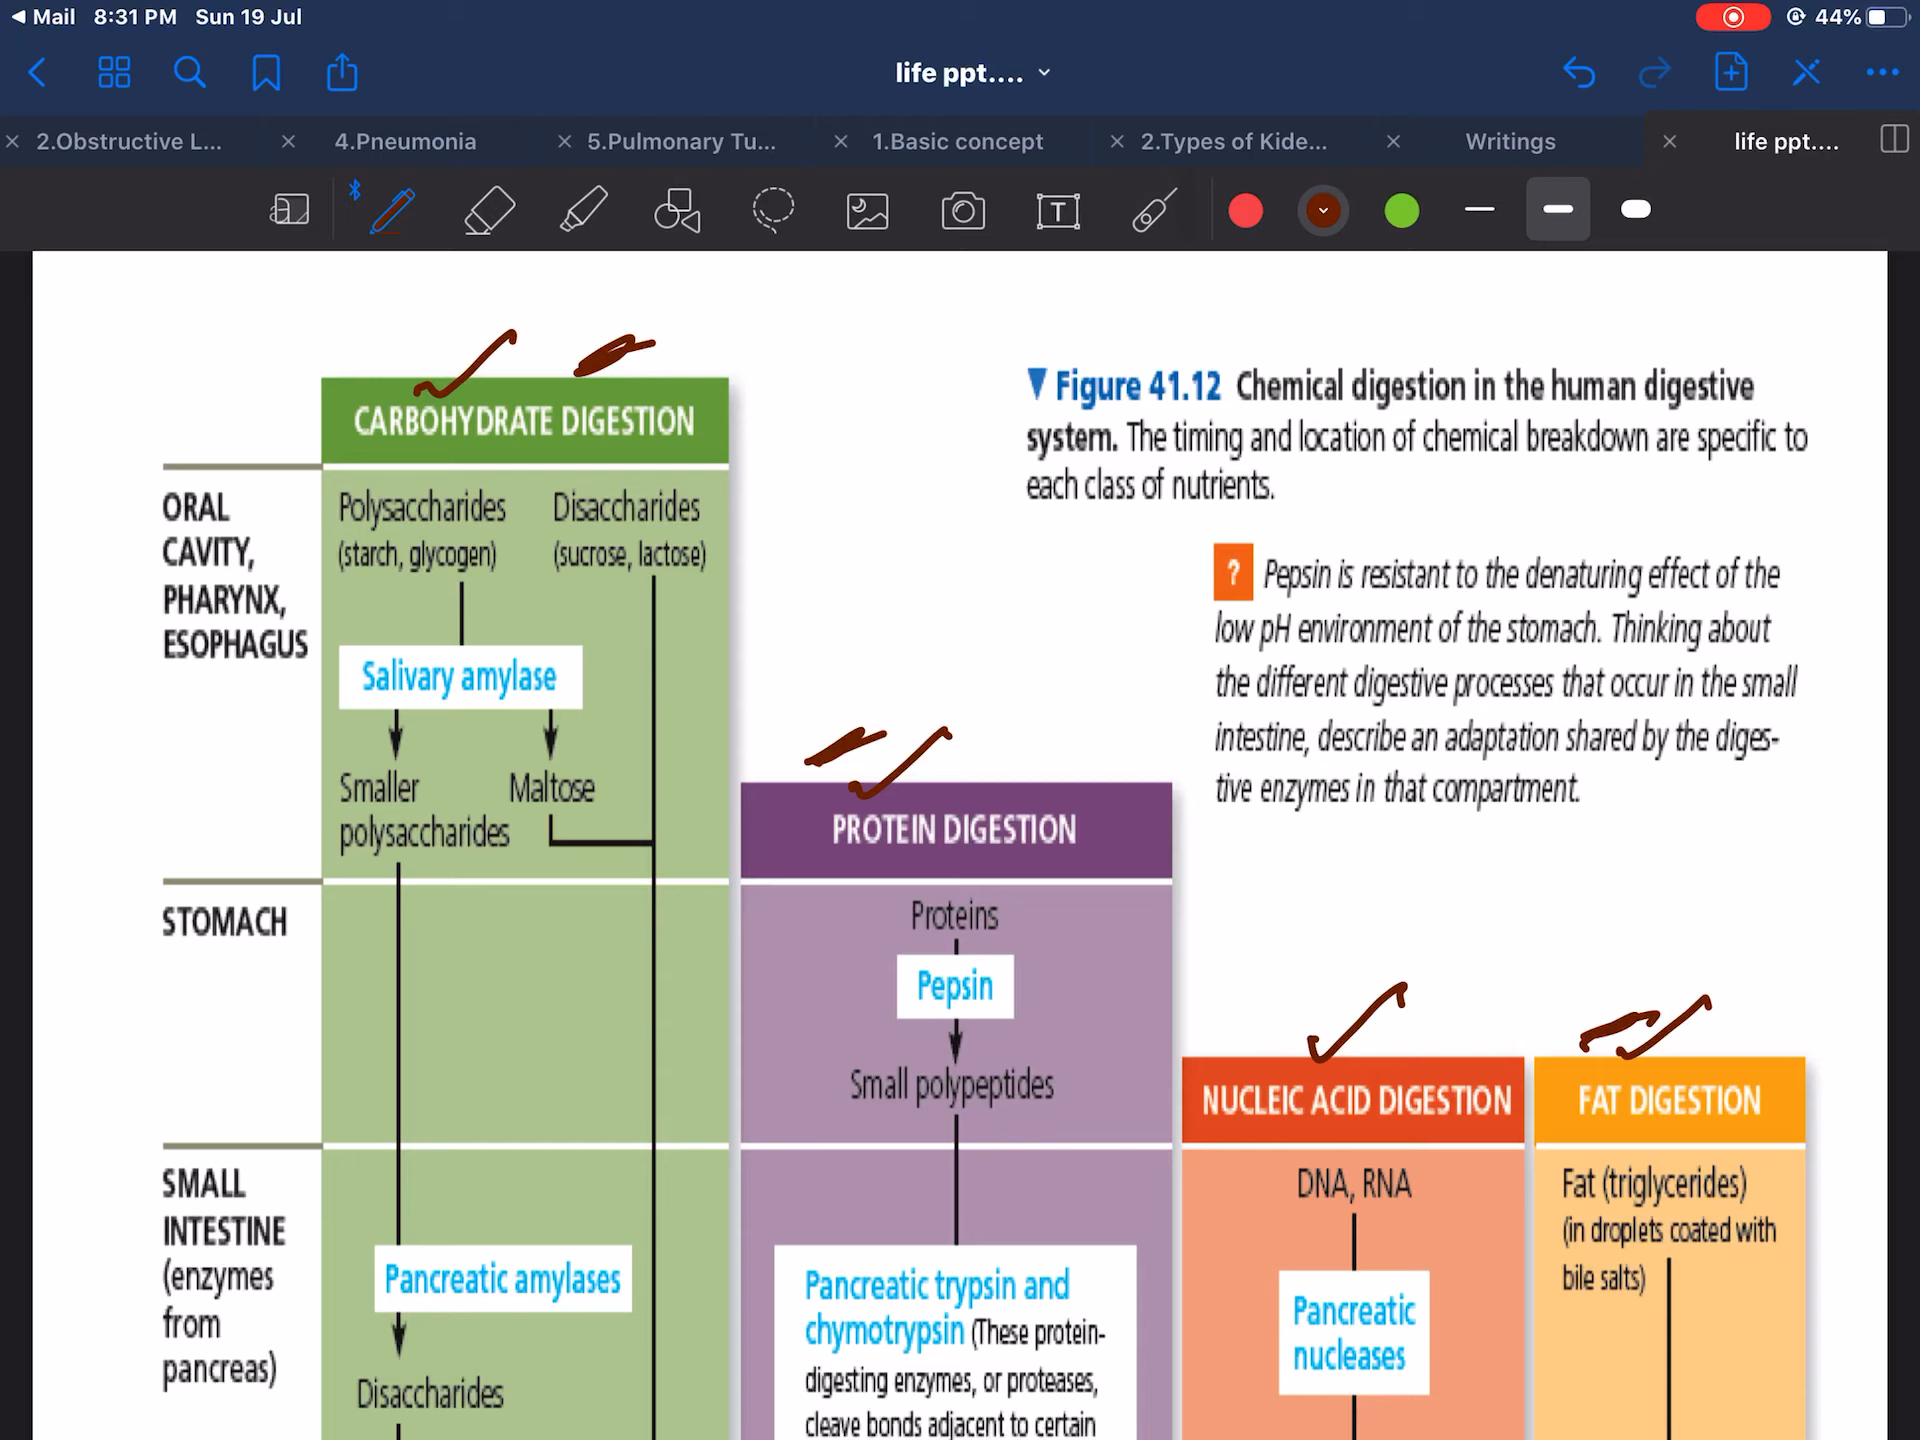 Mail 8:31 PM Sun 19 Jul 44%
life ppt....
2.Obstructive L...
4.Pneumonia
5.Pulmonary Tu...
1.Basic concept
2.Types of Kide...
Writings
life ppt....
T
CARBOHYDRATE DIGESTION
Figure 41.12 Chemical digestion in the human digestive
system. The timing and location of chemical breakdown are specific to
each class of nutrients.
? Pepsin is resistant to the denaturing effect of the
low pH environment of the stomach. Thinking about
the different digestive processes that occur in the small
intestine, describe an adaptation shared by the diges-
tive enzymes in that compartment.
ORAL
CAVITY,
PHARYNX,
ESOPHAGUS
Polysaccharides
(starch, glycogen)
Disaccharides
(sucrose, lactose)
Salivary amylase
Smaller
polysaccharides
Maltose
PROTEIN DIGESTION
STOMACH
Proteins
Pepsin
Small polypeptides
NUCLEIC ACID DIGESTION
FAT DIGESTION
SMALL
INTESTINE
(enzymes
from
pancreas)
Pancreatic amylases
Disaccharides
Pancreatic trypsin and
chymotrypsin (These protein-
digesting enzymes, or proteases,
cleave bonds adjacent to certain
DNA, RNA
Pancreatic
nucleases
Fat (triglycerides)
(in droplets coated with
bile salts)